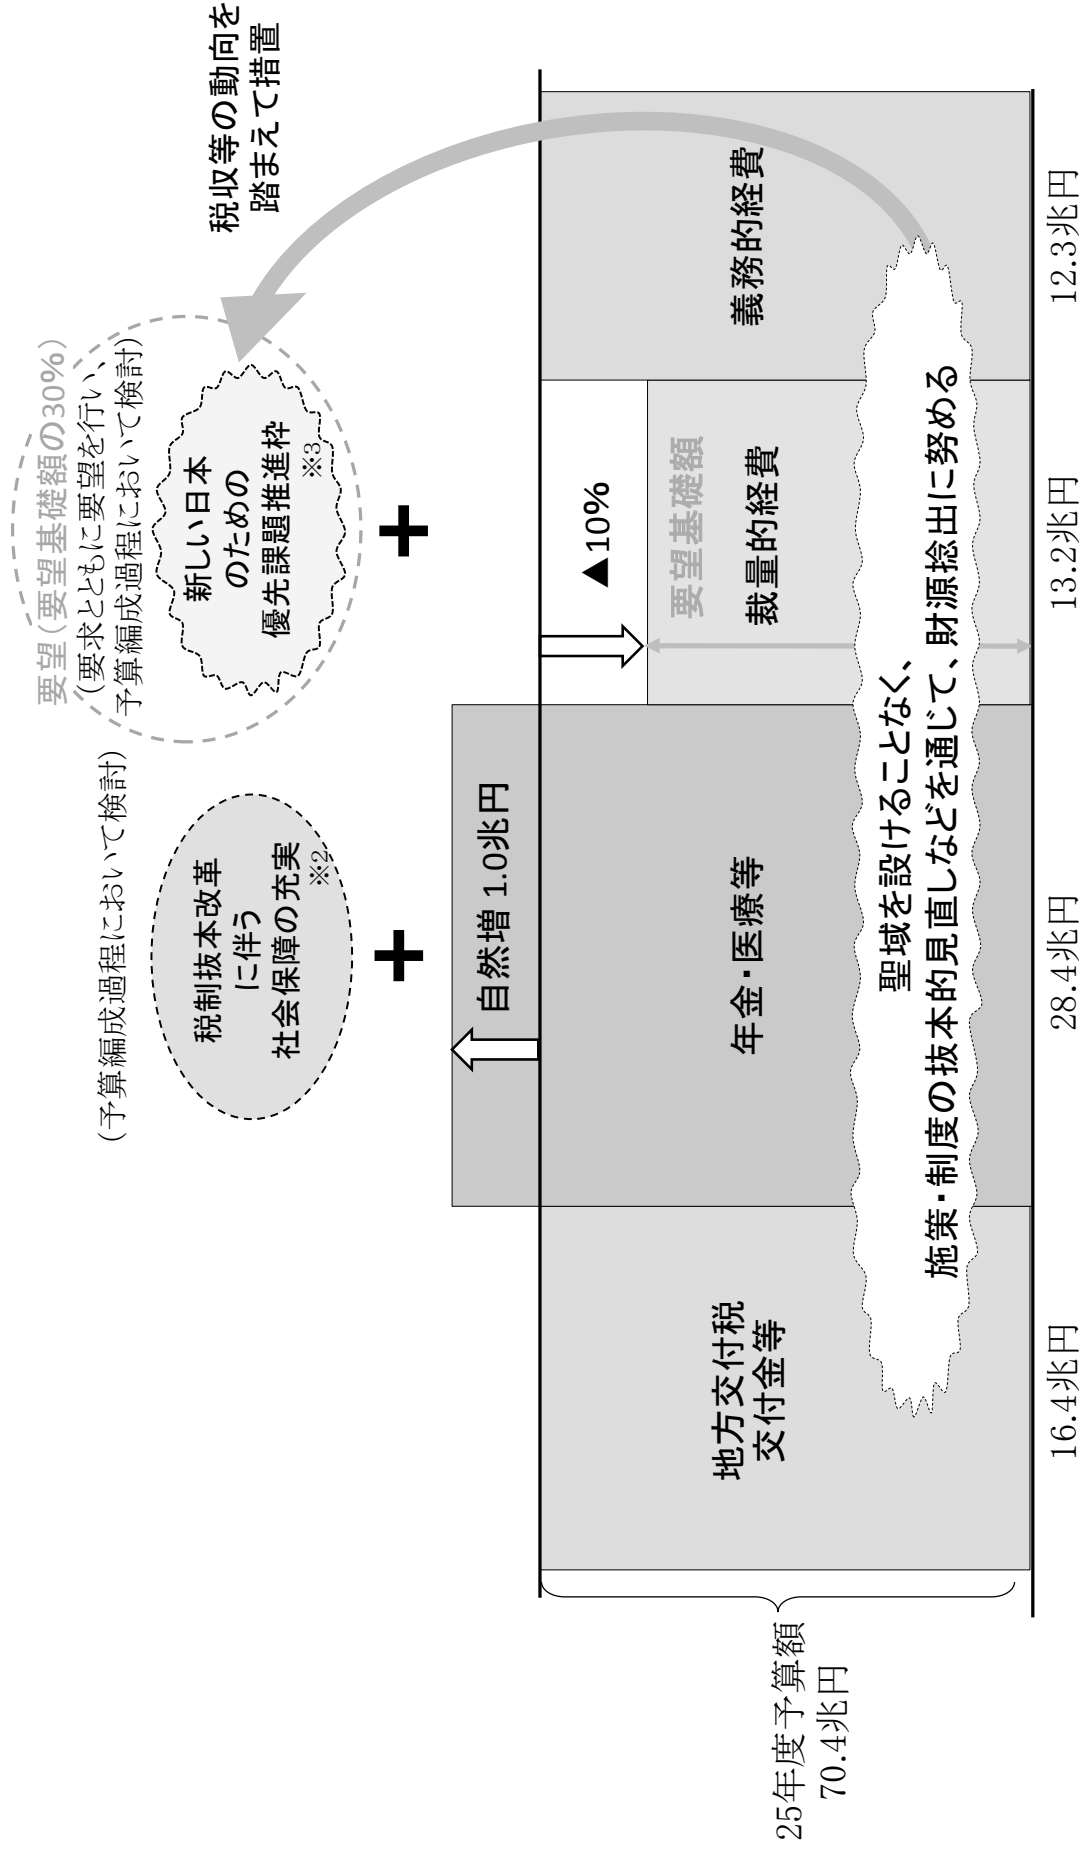 (予算編成過程において検討)
税制抜本改革
に伴う
社会保障の充実
※2
要望(要望基礎額の30%)
(要求とともに要望を行い、
予算編成過程において検討)
新しい日本
のための
優先課題推進枠
※3
税収等の動向を
踏まえて措置
+
+
自然増 1.0兆円
▲10%
25年度予算額
70.4兆円
地方交付税
交付金等
年金・医療等
要望基礎額
裁量的経費
義務的経費
聖域を設けることなく、
施策・制度の抜本的見直しなどを通じて、財源捻出に努める
16.4兆円
28.4兆円
13.2兆円
12.3兆円